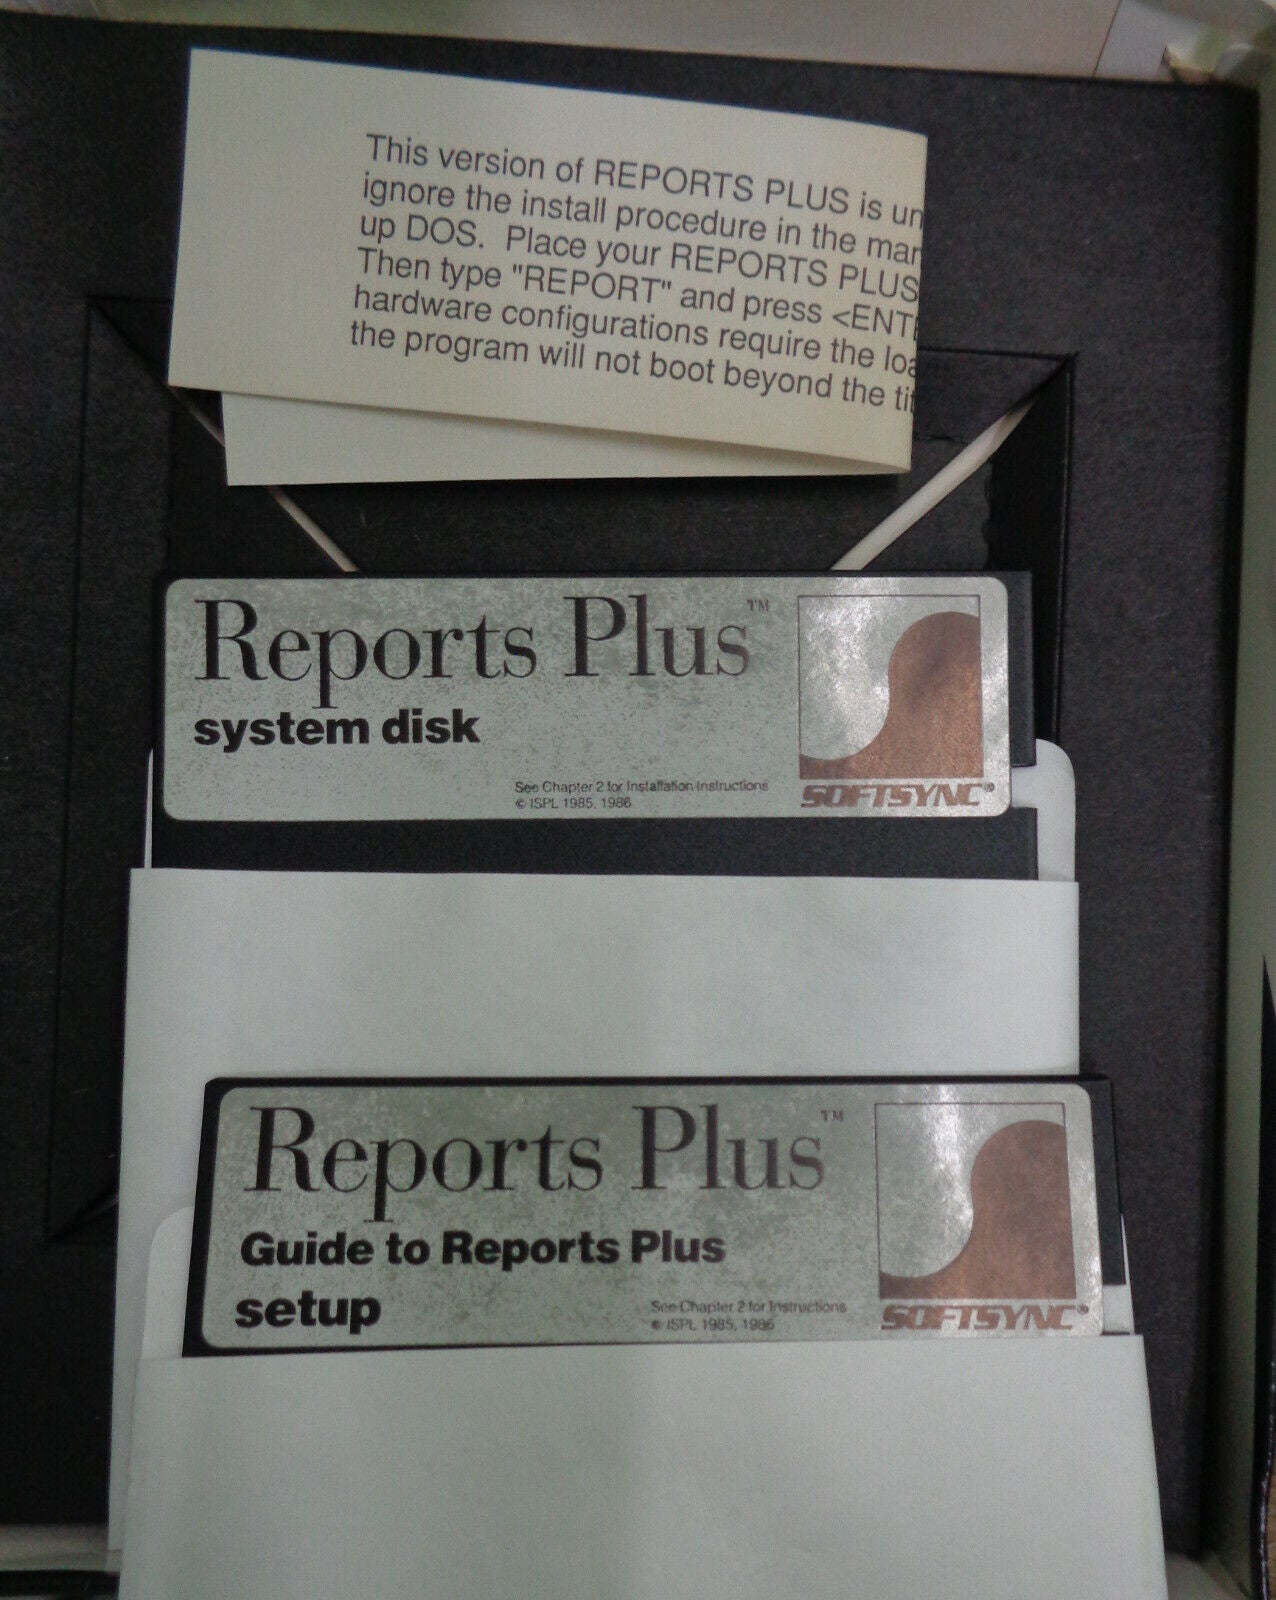 This version of REPORTS PLUS is un
ignore the install procedure in the man
up DOS. Place your REPORTS PLUS
Then type "REPORT" and press <ENTE
hardware configurations require the loa
the program will not boot beyond the tit
Reports Plus™
system disk
See Chapter 2 for Installation Instructions
© ISPL 1985, 1986
SOFTSYNC®
Reports Plus™
Guide to Reports Plus
setup
See Chapter 2 for Instructions
© ISPL 1985, 1986
SOFTSYNC®